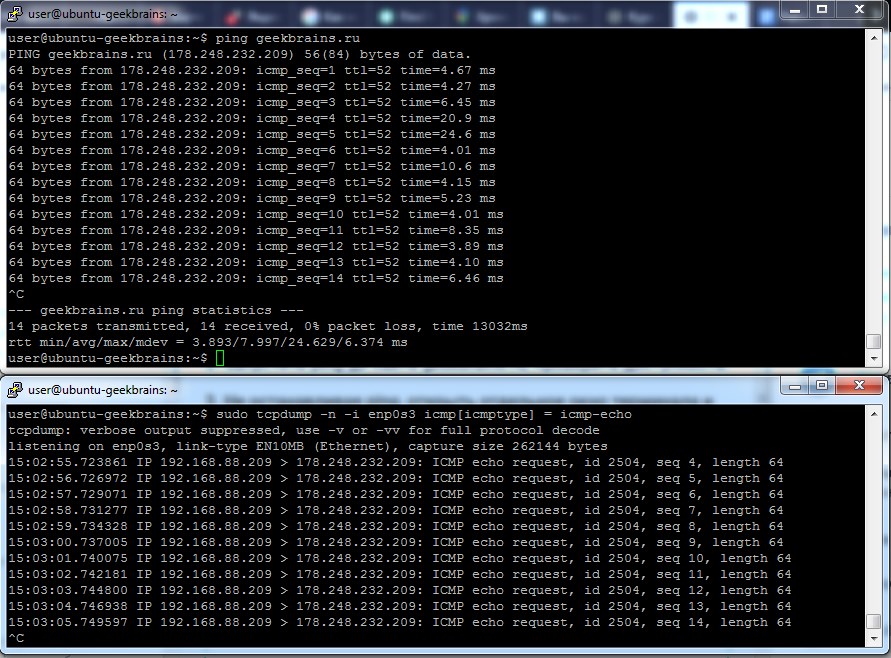 user@ubuntu-geekbrains: ~
user@ubuntu-geekbrains:~$ ping geekbrains.ru
PING geekbrains.ru (178.248.232.209) 56(84) bytes of data.
64 bytes from 178.248.232.209: icmp_seq=1 ttl=52 time=4.67 ms
64 bytes from 178.248.232.209: icmp_seq=2 ttl=52 time=4.27 ms
64 bytes from 178.248.232.209: icmp_seq=3 ttl=52 time=6.45 ms
64 bytes from 178.248.232.209: icmp_seq=4 ttl=52 time=20.9 ms
64 bytes from 178.248.232.209: icmp_seq=5 ttl=52 time=24.6 ms
64 bytes from 178.248.232.209: icmp_seq=6 ttl=52 time=4.01 ms
64 bytes from 178.248.232.209: icmp_seq=7 ttl=52 time=10.6 ms
64 bytes from 178.248.232.209: icmp_seq=8 ttl=52 time=4.15 ms
64 bytes from 178.248.232.209: icmp_seq=9 ttl=52 time=5.23 ms
64 bytes from 178.248.232.209: icmp_seq=10 ttl=52 time=4.01 ms
64 bytes from 178.248.232.209: icmp_seq=11 ttl=52 time=8.35 ms
64 bytes from 178.248.232.209: icmp_seq=12 ttl=52 time=3.89 ms
64 bytes from 178.248.232.209: icmp_seq=13 ttl=52 time=4.10 ms
64 bytes from 178.248.232.209: icmp_seq=14 ttl=52 time=6.46 ms
^C
--- geekbrains.ru ping statistics ---
14 packets transmitted, 14 received, 0% packet loss, time 13032ms
rtt min/avg/max/mdev = 3.893/7.997/24.629/6.374 ms
user@ubuntu-geekbrains:~$
user@ubuntu-geekbrains: ~
user@ubuntu-geekbrains:~$ sudo tcpdump -n -i enp0s3 icmp[icmptype] = icmp-echo
tcpdump: verbose output suppressed, use -v or -vv for full protocol decode
listening on enp0s3, link-type EN10MB (Ethernet), capture size 262144 bytes
15:02:55.723861 IP 192.168.88.209 > 178.248.232.209: ICMP echo request, id 2504, seq 4, length 64
15:02:56.726972 IP 192.168.88.209 > 178.248.232.209: ICMP echo request, id 2504, seq 5, length 64
15:02:57.729071 IP 192.168.88.209 > 178.248.232.209: ICMP echo request, id 2504, seq 6, length 64
15:02:58.731277 IP 192.168.88.209 > 178.248.232.209: ICMP echo request, id 2504, seq 7, length 64
15:02:59.734328 IP 192.168.88.209 > 178.248.232.209: ICMP echo request, id 2504, seq 8, length 64
15:03:00.737005 IP 192.168.88.209 > 178.248.232.209: ICMP echo request, id 2504, seq 9, length 64
15:03:01.740075 IP 192.168.88.209 > 178.248.232.209: ICMP echo request, id 2504, seq 10, length 64
15:03:02.742181 IP 192.168.88.209 > 178.248.232.209: ICMP echo request, id 2504, seq 11, length 64
15:03:03.744800 IP 192.168.88.209 > 178.248.232.209: ICMP echo request, id 2504, seq 12, length 64
15:03:04.746938 IP 192.168.88.209 > 178.248.232.209: ICMP echo request, id 2504, seq 13, length 64
15:03:05.749597 IP 192.168.88.209 > 178.248.232.209: ICMP echo request, id 2504, seq 14, length 64
^C